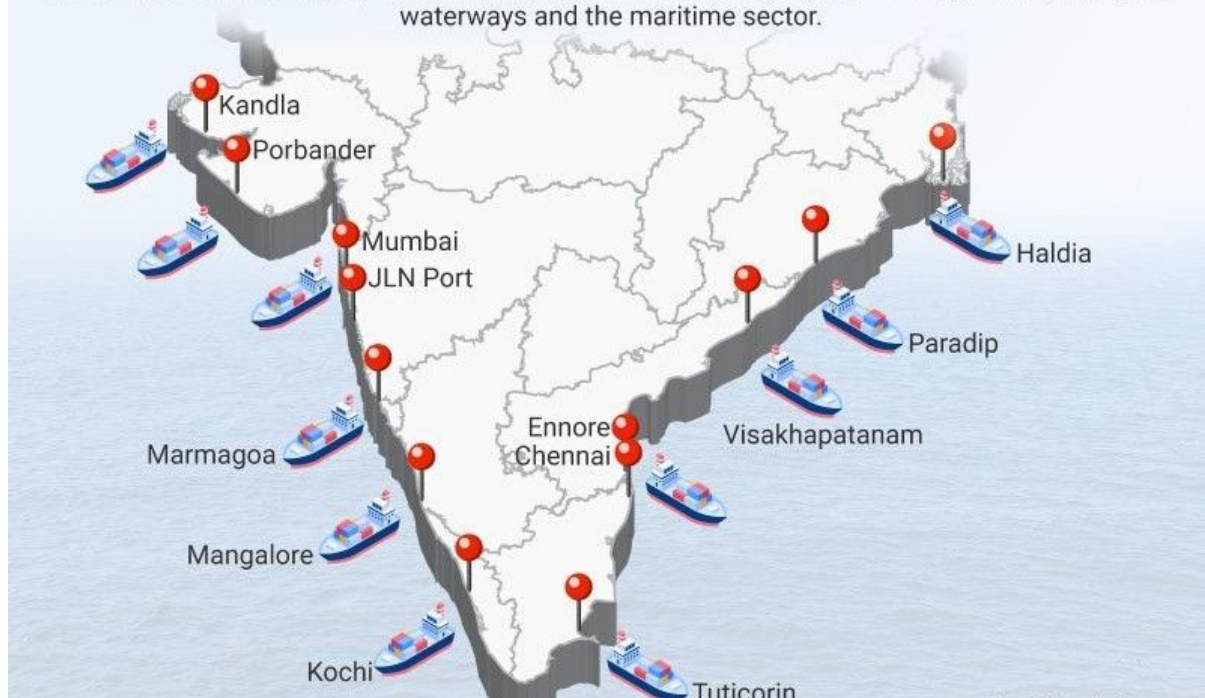 waterways and the maritime sector.
Kandla
Porbander
Mumbai
JLN Port
Haldia
Paradip
Ennore
Visakhapatanam
Chennai
Marmagoa
Mangalore
Kochi
Tuticorin